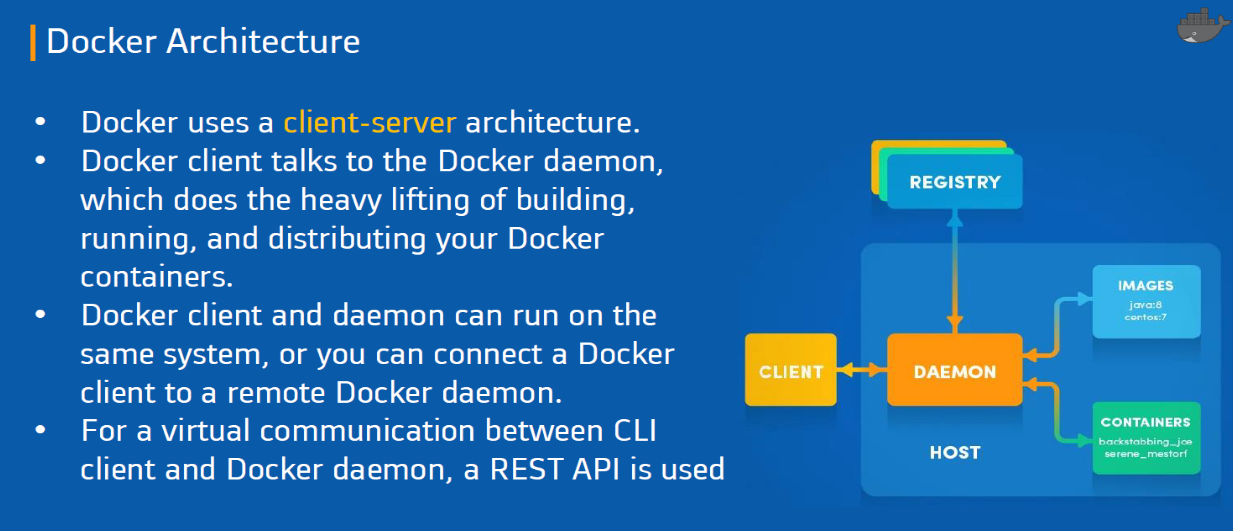 Docker Architecture
• Docker uses a client-server architecture.
• Docker client talks to the Docker daemon,
which does the heavy lifting of building,
running, and distributing your Docker
containers.
• Docker client and daemon can run on the
same system, or you can connect a Docker
client to a remote Docker daemon.
• For a virtual communication between CLI
client and Docker daemon, a REST API is used
REGISTRY
IMAGES
java:8
centos:7
CLIENT
DAEMON
CONTAINERS
backstabbing_joe
serene_mestorf
HOST